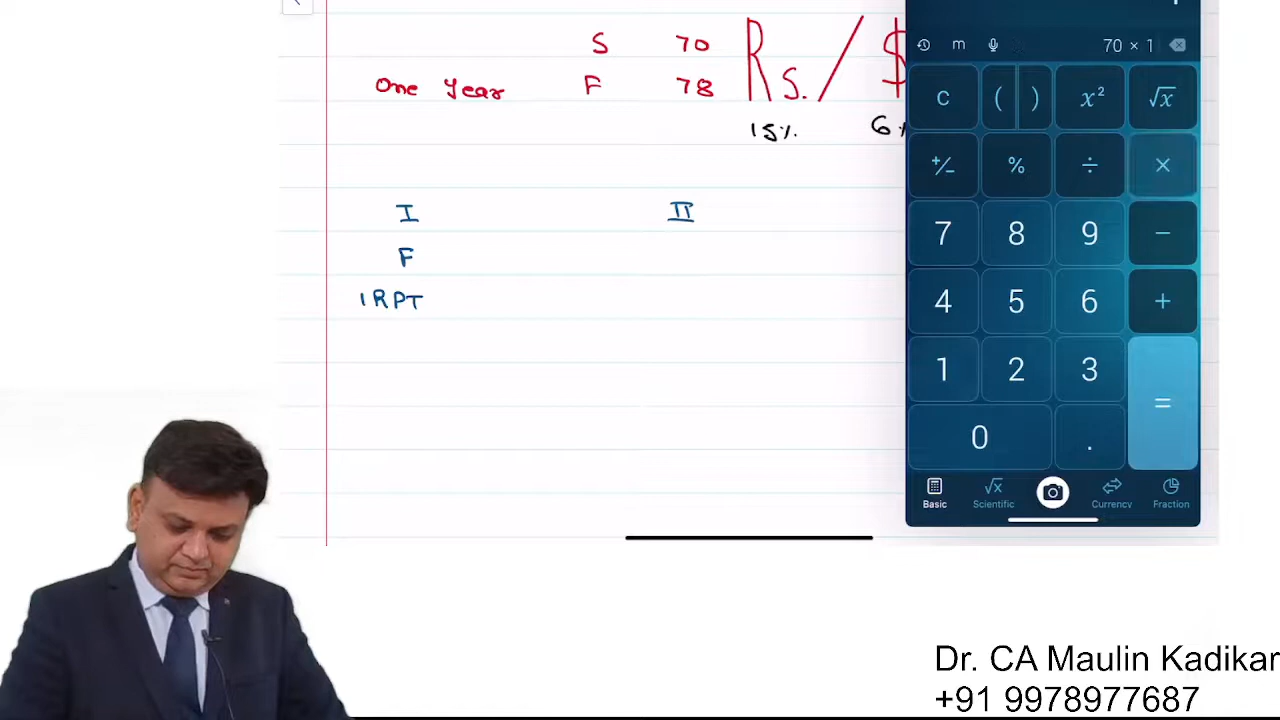 S 70 Rs./$
One Year F 78
15% 6%
I II
F
IRPT
m 70 × 1
C ( ) x² √x
+/- % ÷ ×
7 8 9 −
4 5 6 +
1 2 3 =
0 .
Basic √x Scientific Currency Fraction
Dr. CA Maulin Kadikar
+91 9978977687